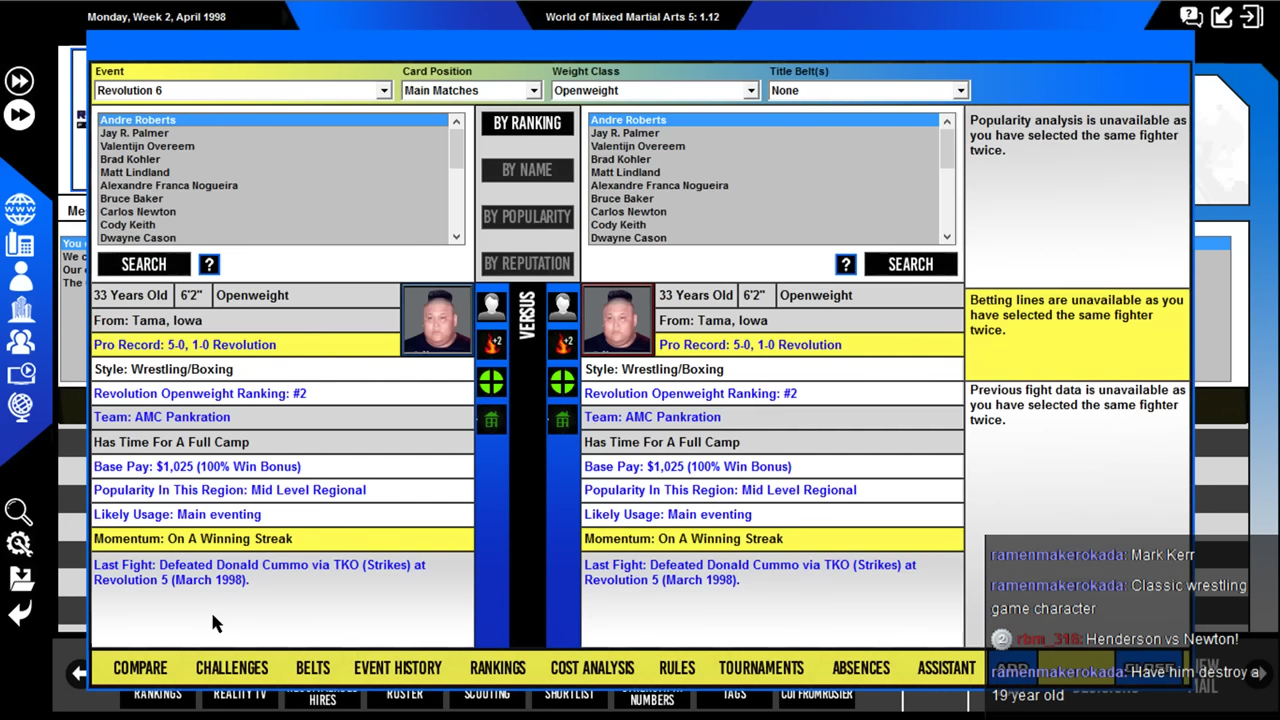 Monday, Week 2, April 1998
World of Mixed Martial Arts 5: 1.12
Event
Card Position
Weight Class
Title Belt(s)
Revolution 6
Main Matches
Openweight
None
Andre Roberts
Jay R. Palmer
Valentijn Overeem
Brad Kohler
Matt Lindland
Alexandre Franca Nogueira
Bruce Baker
Carlos Newton
Cody Keith
Dwayne Cason
SEARCH
?
BY RANKING
BY NAME
BY POPULARITY
BY REPUTATION
Andre Roberts
Jay R. Palmer
Valentijn Overeem
Brad Kohler
Matt Lindland
Alexandre Franca Nogueira
Bruce Baker
Carlos Newton
Cody Keith
Dwayne Cason
?
SEARCH
Popularity analysis is unavailable as
you have selected the same fighter
twice.
Betting lines are unavailable as you
have selected the same fighter
twice.
Previous fight data is unavailable as
you have selected the same fighter
twice.
33 Years Old
6'2"
Openweight
From: Tama, Iowa
Pro Record: 5-0, 1-0 Revolution
Style: Wrestling/Boxing
Revolution Openweight Ranking: #2
Team: AMC Pankration
Has Time For A Full Camp
Base Pay: $1,025 (100% Win Bonus)
Popularity In This Region: Mid Level Regional
Likely Usage: Main eventing
Momentum: On A Winning Streak
Last Fight: Defeated Donald Cummo via TKO (Strikes) at
Revolution 5 (March 1998).
VERSUS
+2
+2
33 Years Old
6'2"
Openweight
From: Tama, Iowa
Pro Record: 5-0, 1-0 Revolution
Style: Wrestling/Boxing
Revolution Openweight Ranking: #2
Team: AMC Pankration
Has Time For A Full Camp
Base Pay: $1,025 (100% Win Bonus)
Popularity In This Region: Mid Level Regional
Likely Usage: Main eventing
Momentum: On A Winning Streak
Last Fight: Defeated Donald Cummo via TKO (Strikes) at
Revolution 5 (March 1998).
ramenmakerokada: Mark Kerr
ramenmakerokada: Classic wrestling
game character
2 rbm_316: Henderson vs Newton!
ramenmakerokada: Have him destroy a
19 year old
COMPARE
CHALLENGES
BELTS
EVENT HISTORY
RANKINGS
COST ANALYSIS
RULES
TOURNAMENTS
ABSENCES
ASSISTANT
RANKINGS
REALITY TV
HIRES
ROSTER
SCOUTING
SHORTLIST
NUMBERS
TAGS
MAIL
Me
You
We c
Our
The
WWW